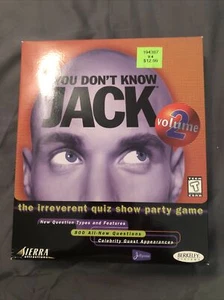 194307
$12.99
YOU DON'T KNOW
JACK
volume
2
the irreverent quiz show party game
New Question Types and Features
800 All-New Questions
Celebrity Guest Appearances
SIERRA
BERKELEY